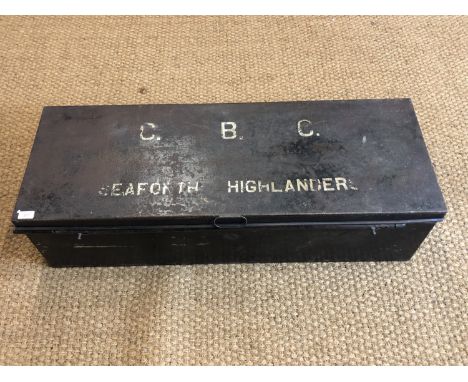 C. B. C.
SEAFORTH HIGHLANDERS